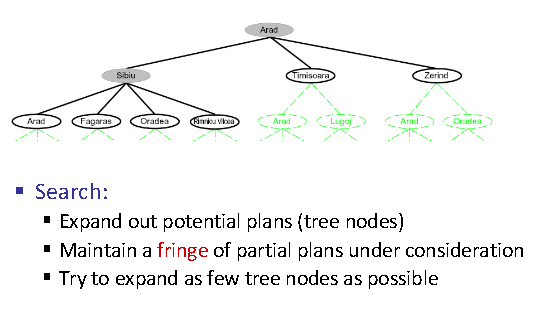 Arad
Sibiu Timisoara Zerind
Arad Fagaras Oradea Rimnicu Vilcea Arad Lugoj Arad Oradea
▪ Search:
▪ Expand out potential plans (tree nodes)
▪ Maintain a fringe of partial plans under consideration
▪ Try to expand as few tree nodes as possible